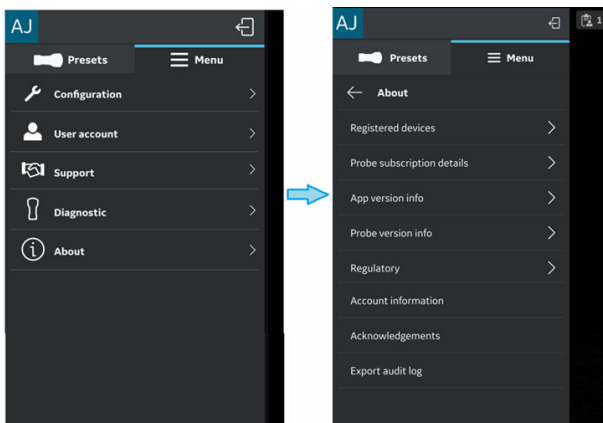 AJ
Presets
Menu
Configuration
User account
Support
Diagnostic
About
AJ
1
Presets
Menu
About
Registered devices
Probe subscription details
App version info
Probe version info
Regulatory
Account information
Acknowledgements
Export audit log